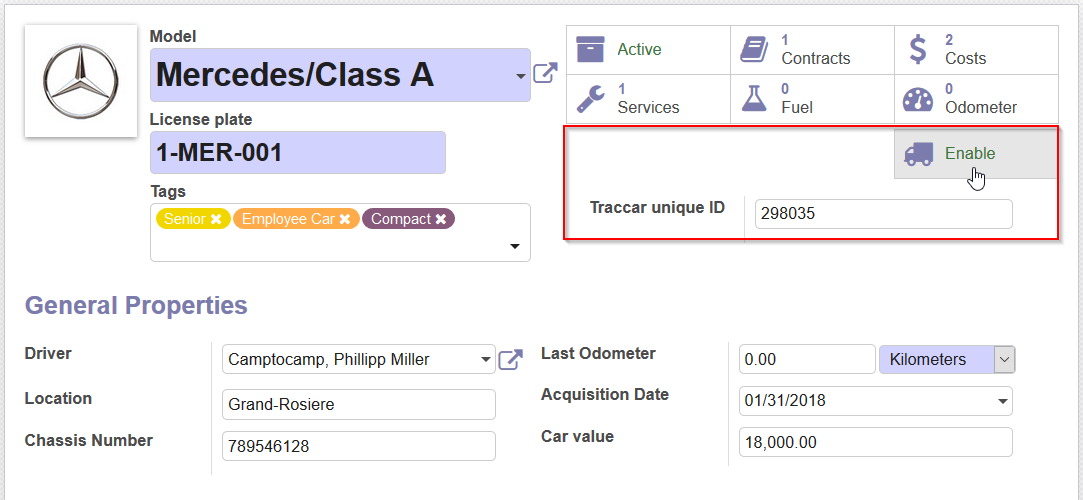 Model
Mercedes/Class A
License plate
1-MER-001
Tags
Senior ✖ Employee Car ✖ Compact ✖
Active
1
Contracts
2
Costs
1
Services
0
Fuel
0
Odometer
Enable
Traccar unique ID 298035
General Properties
Driver Camptocamp, Phillipp Miller
Location Grand-Rosiere
Chassis Number 789546128
Last Odometer 0.00 Kilometers
Acquisition Date 01/31/2018
Car value 18,000.00